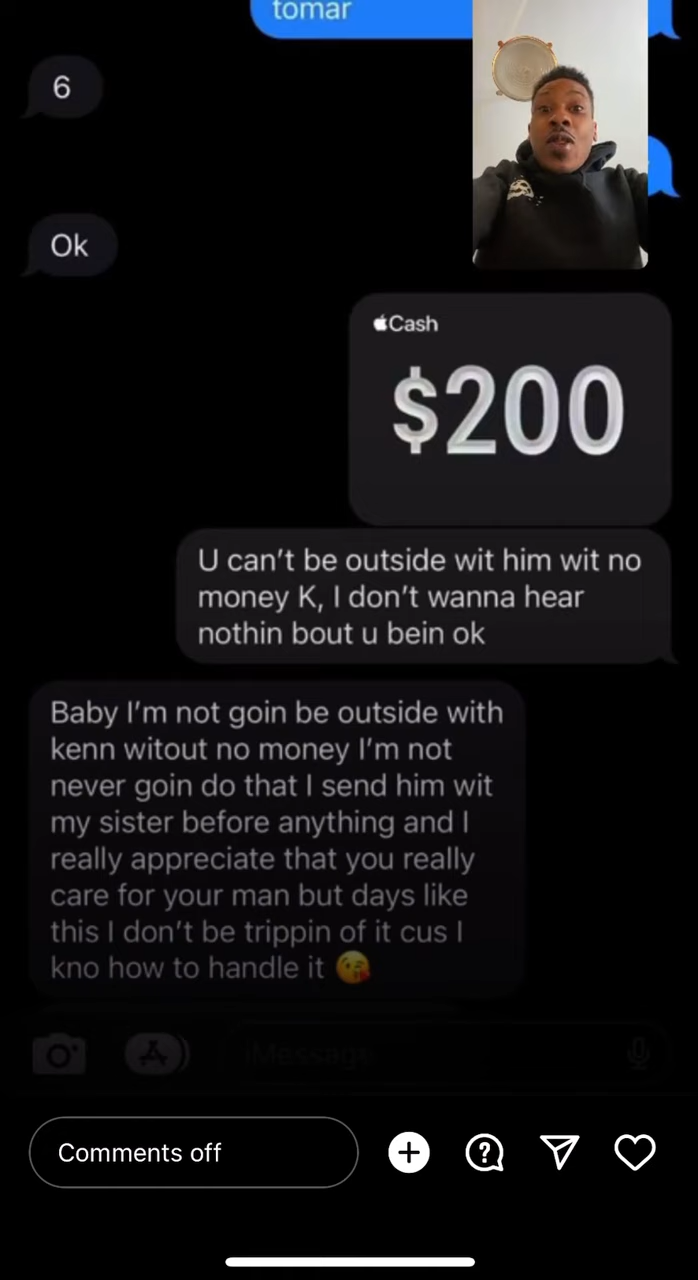 tomar
6
Ok
Cash
$200
U can't be outside wit him wit no
money K, I don't wanna hear
nothin bout u bein ok
Baby I'm not goin be outside with
kenn witout no money I'm not
never goin do that I send him wit
my sister before anything and I
really appreciate that you really
care for your man but days like
this I don't be trippin of it cus I
kno how to handle it 😘
iMessage
Comments off